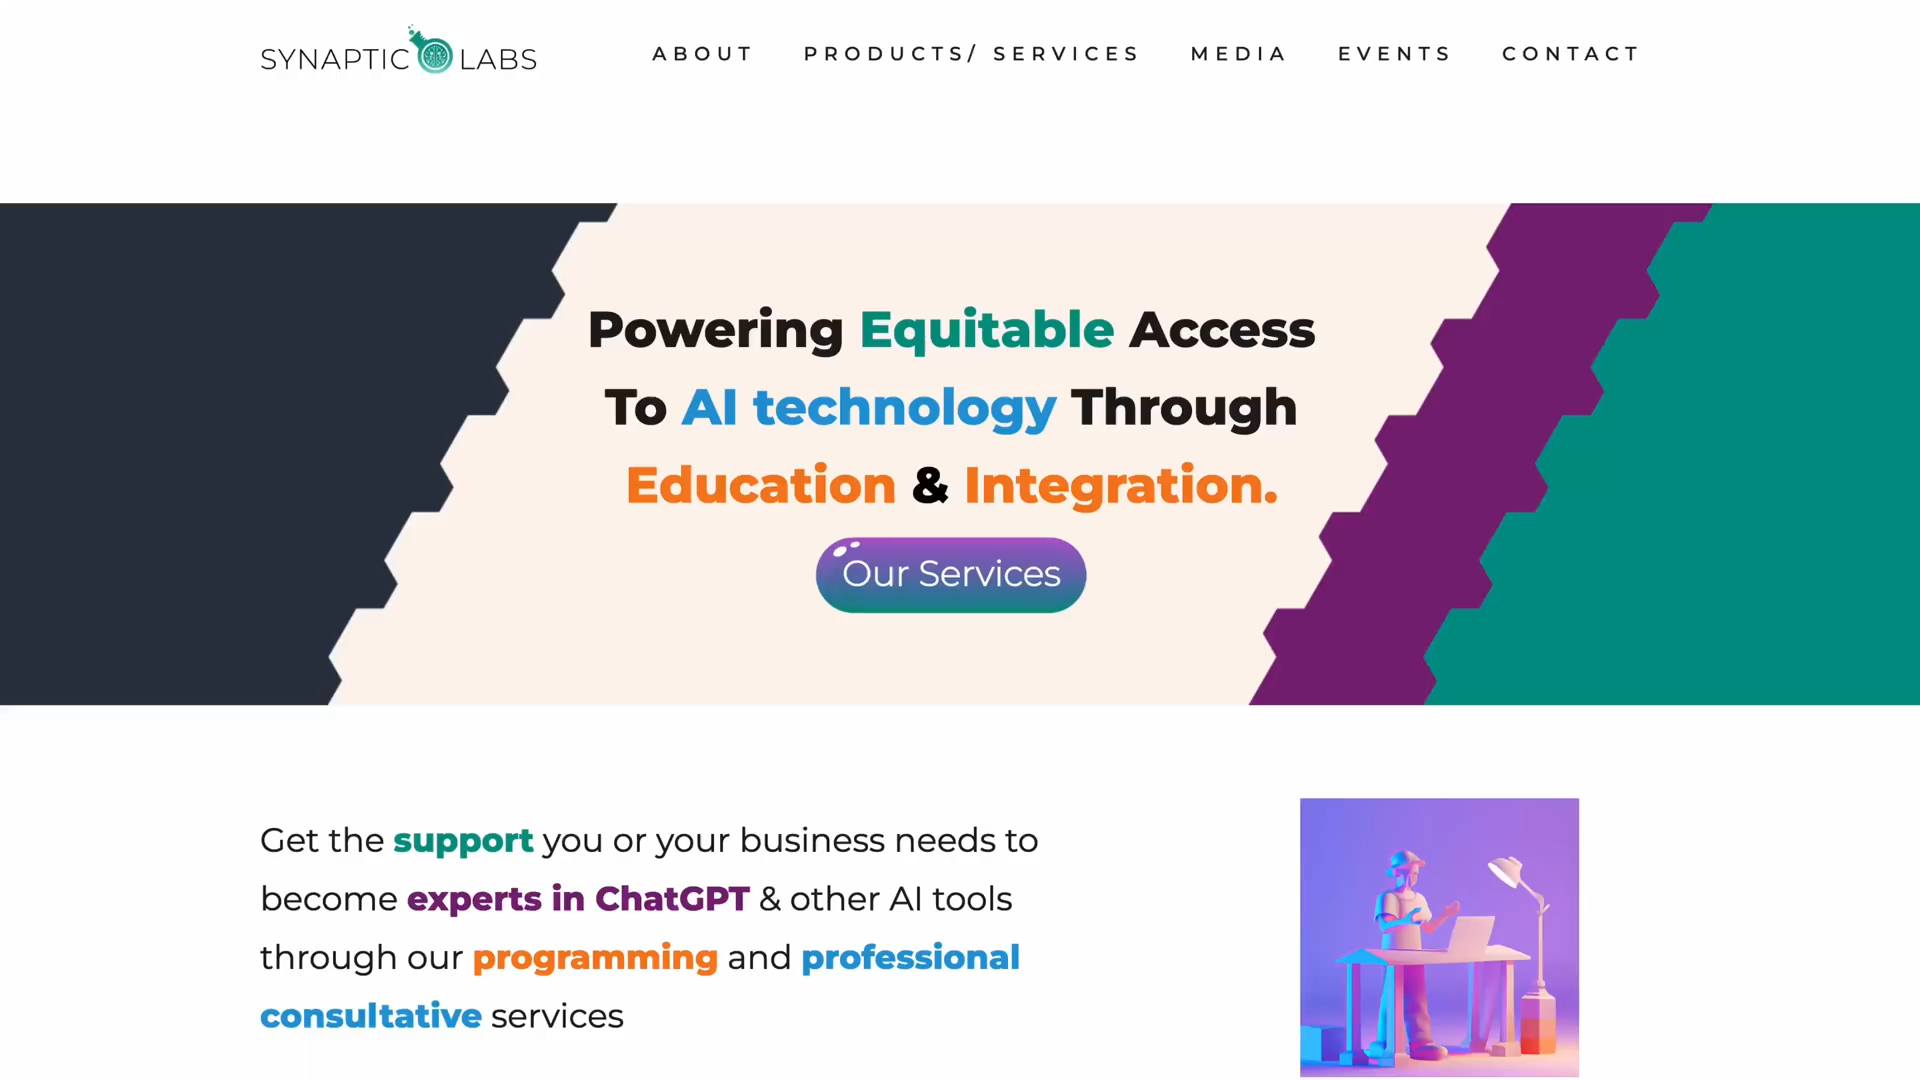 SYNAPTIC LABS
ABOUT
PRODUCTS/ SERVICES
MEDIA
EVENTS
CONTACT
Powering Equitable Access
To AI technology Through
Education & Integration.
Our Services
Get the support you or your business needs to
become experts in ChatGPT & other AI tools
through our programming and professional
consultative services